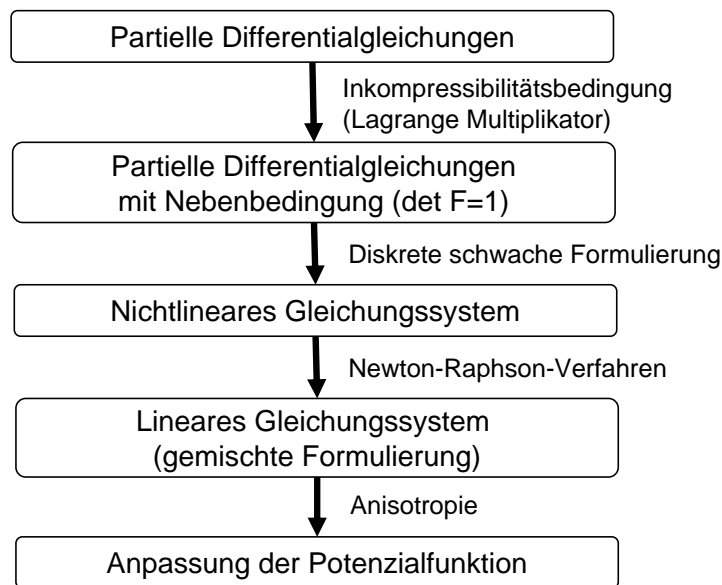 Partielle Differentialgleichungen
Inkompressibilitätsbedingung
(Lagrange Multiplikator)
Partielle Differentialgleichungen
mit Nebenbedingung (det F=1)
Diskrete schwache Formulierung
Nichtlineares Gleichungssystem
Newton-Raphson-Verfahren
Lineares Gleichungssystem
(gemischte Formulierung)
Anisotropie
Anpassung der Potenzialfunktion